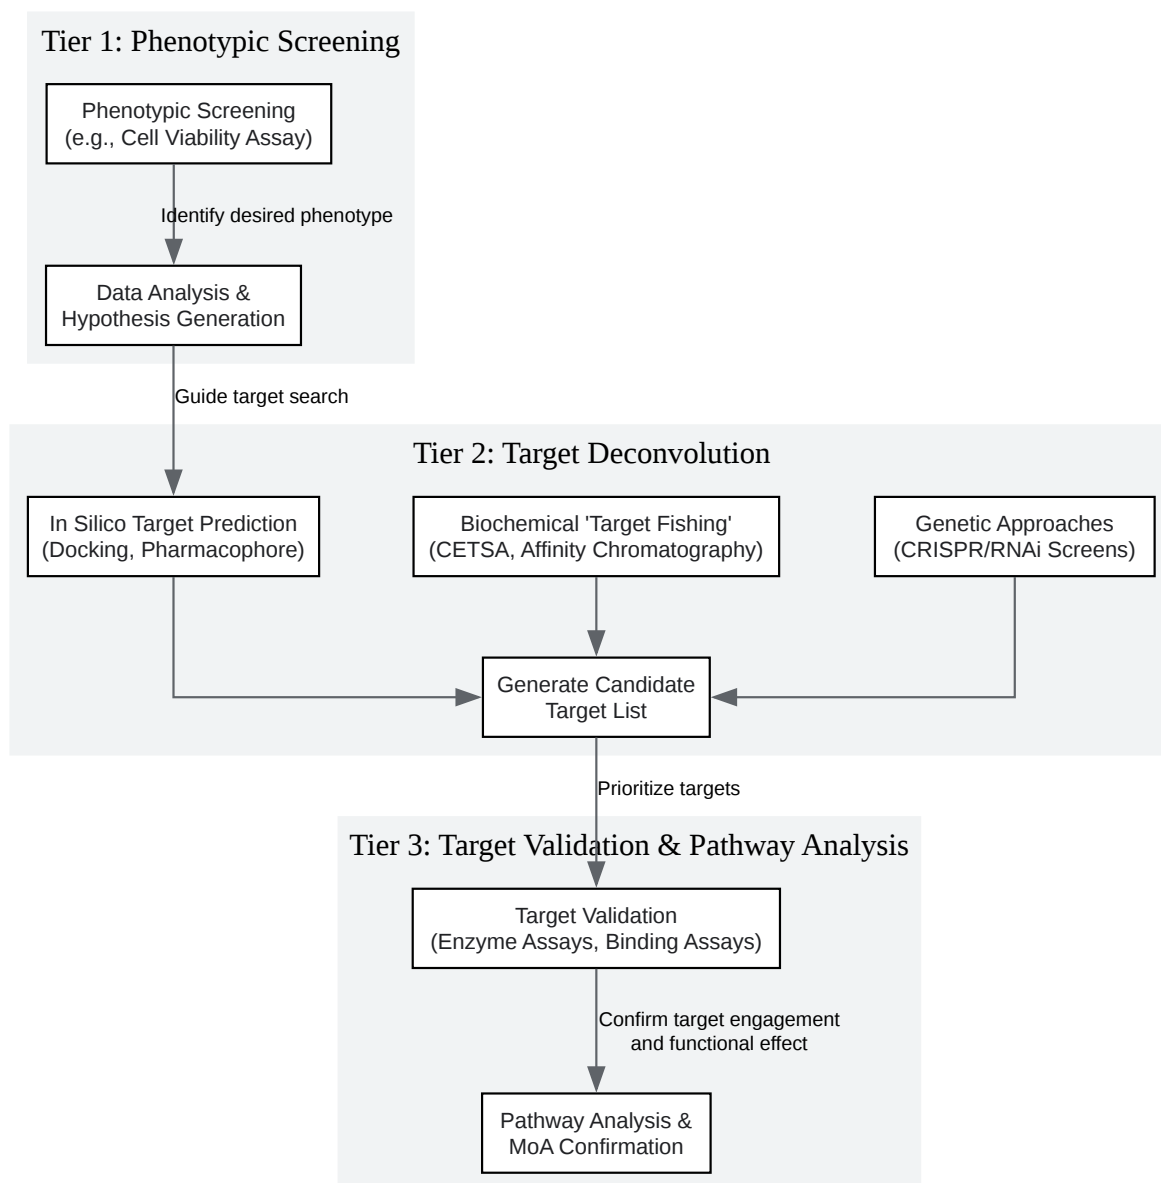 Tier 1: Phenotypic Screening
Phenotypic Screening
(e.g., Cell Viability Assay)
Identify desired phenotype
Data Analysis &
Hypothesis Generation
Guide target search
Tier 2: Target Deconvolution
In Silico Target Prediction
(Docking, Pharmacophore)
Biochemical 'Target Fishing'
(CETSA, Affinity Chromatography)
Genetic Approaches
(CRISPR/RNAi Screens)
Generate Candidate
Target List
Prioritize targets
Tier 3: Target Validation & Pathway Analysis
Target Validation
(Enzyme Assays, Binding Assays)
Confirm target engagement
and functional effect
Pathway Analysis &
MoA Confirmation